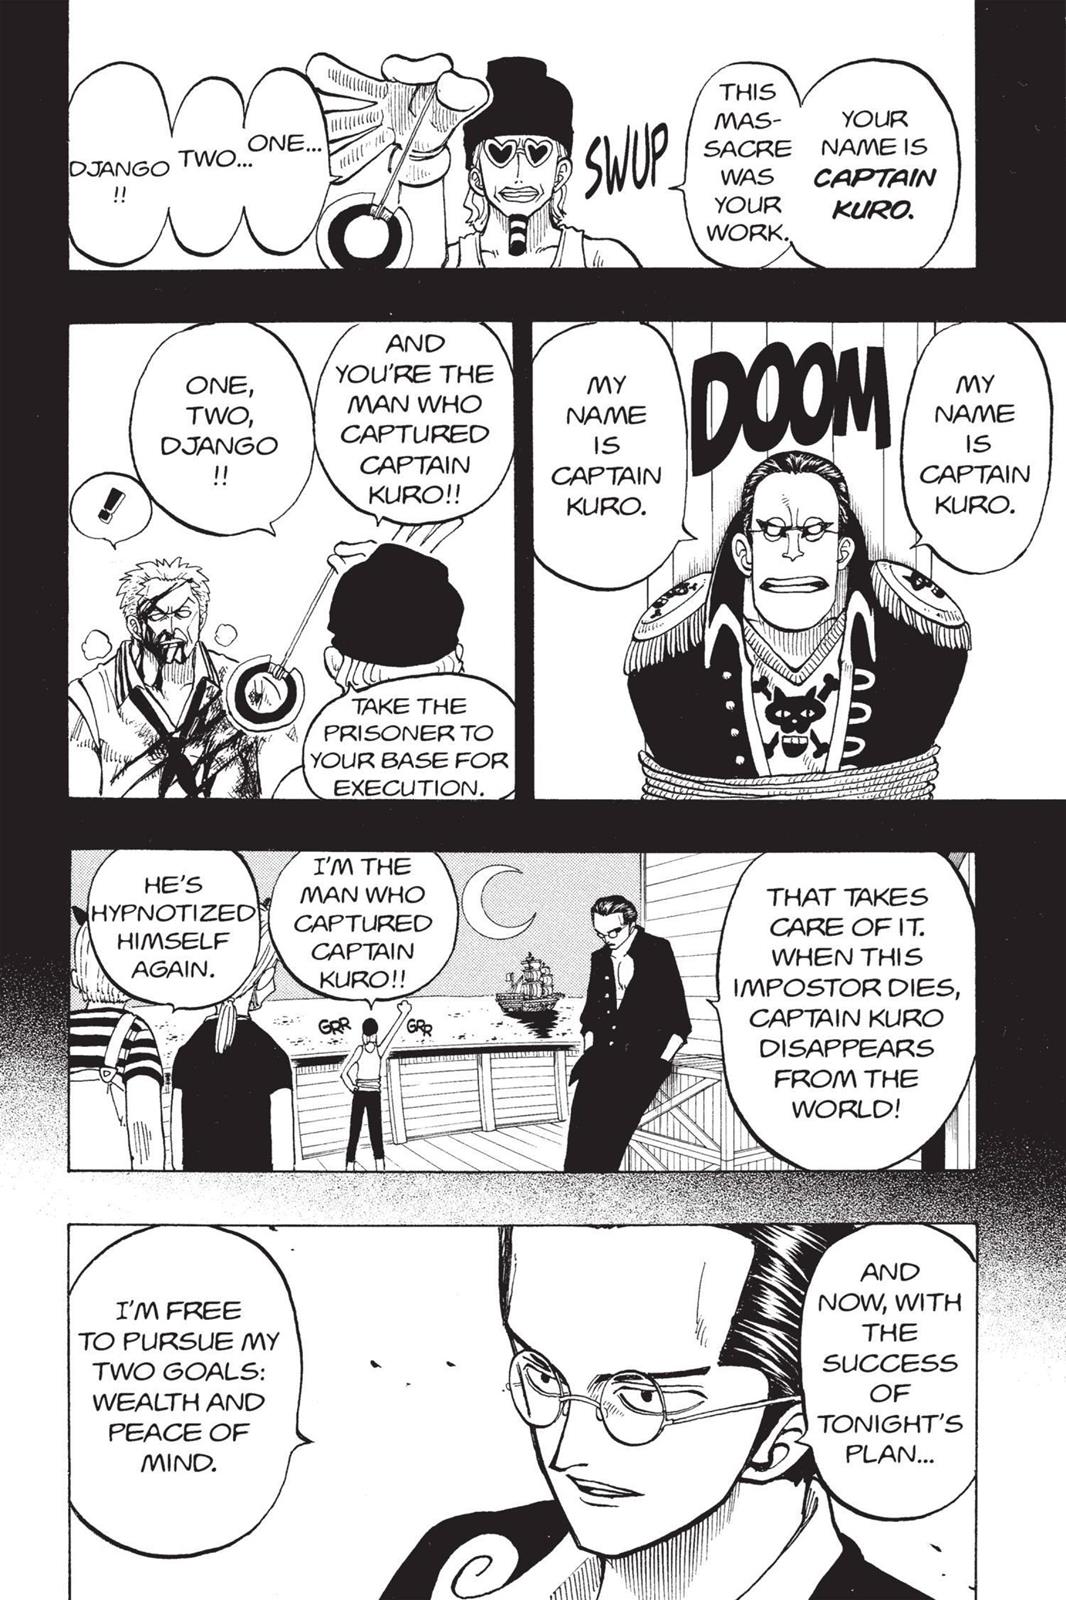 YOUR
NAME IS
CAPTAIN
KURO.
THIS
MAS-
SACRE
WAS
YOUR
WORK.
SWUP
ONE...
TWO...
DJANGO
!!
MY
NAME
IS
CAPTAIN
KURO.
DOOM
MY
NAME
IS
CAPTAIN
KURO.
AND
YOU'RE THE
MAN WHO
CAPTURED
CAPTAIN
KURO!!
ONE,
TWO,
DJANGO
!!
!
TAKE THE
PRISONER TO
YOUR BASE FOR
EXECUTION.
THAT TAKES
CARE OF IT.
WHEN THIS
IMPOSTOR DIES,
CAPTAIN KURO
DISAPPEARS
FROM THE
WORLD!
I'M THE
MAN WHO
CAPTURED
CAPTAIN
KURO!!
GRR
GRR
HE'S
HYPNOTIZED
HIMSELF
AGAIN.
AND
NOW, WITH
THE
SUCCESS
OF
TONIGHT'S
PLAN...
I'M FREE
TO PURSUE MY
TWO GOALS:
WEALTH AND
PEACE OF
MIND.